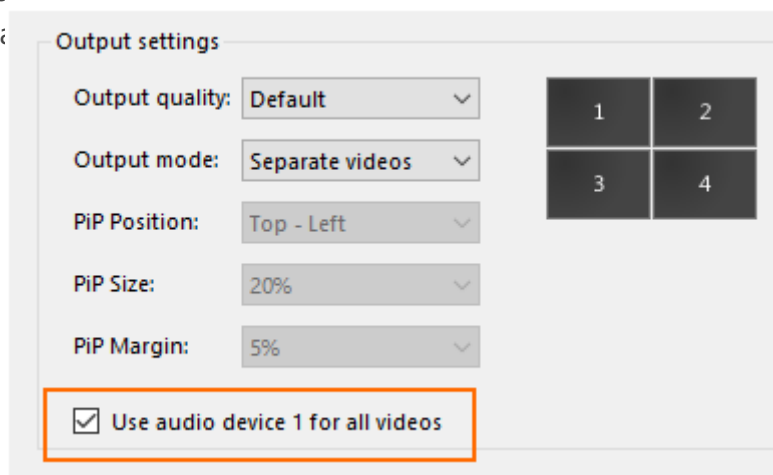 Output settings
Output quality: Default
Output mode: Separate videos
PiP Position: Top - Left
PiP Size: 20%
PiP Margin: 5%
Use audio device 1 for all videos
1 2
3 4